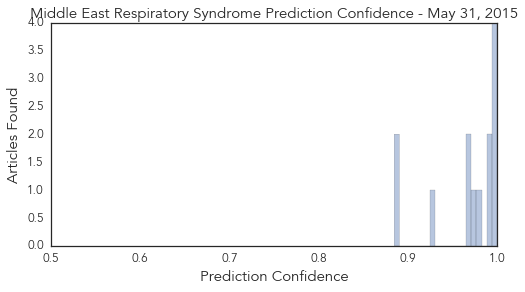 Middle East Respiratory Syndrome Prediction Confidence - May 31, 2015
4.0
3.5
3.0
2.5
2.0
1.5
1.0
0.5
0.0
Articles Found
0.5 0.6 0.7 0.8 0.9 1.0
Prediction Confidence